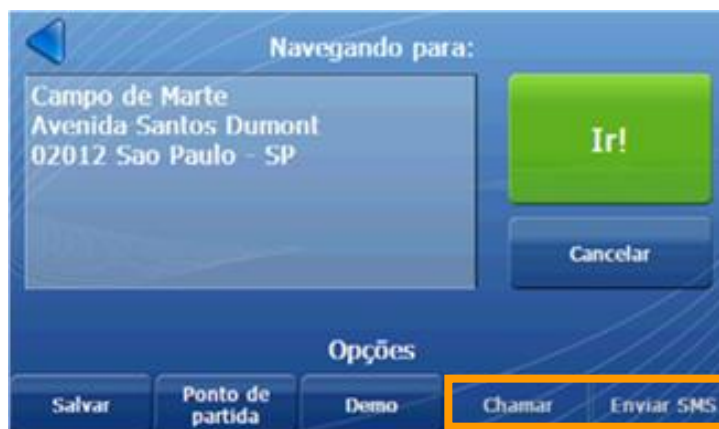 Navegando para:
Campo de Marte
Avenida Santos Dumont
02012 Sao Paulo - SP
Ir!
Cancelar
Opções
Salvar
Ponto de
partida
Demo
Chamar
Enviar SMS